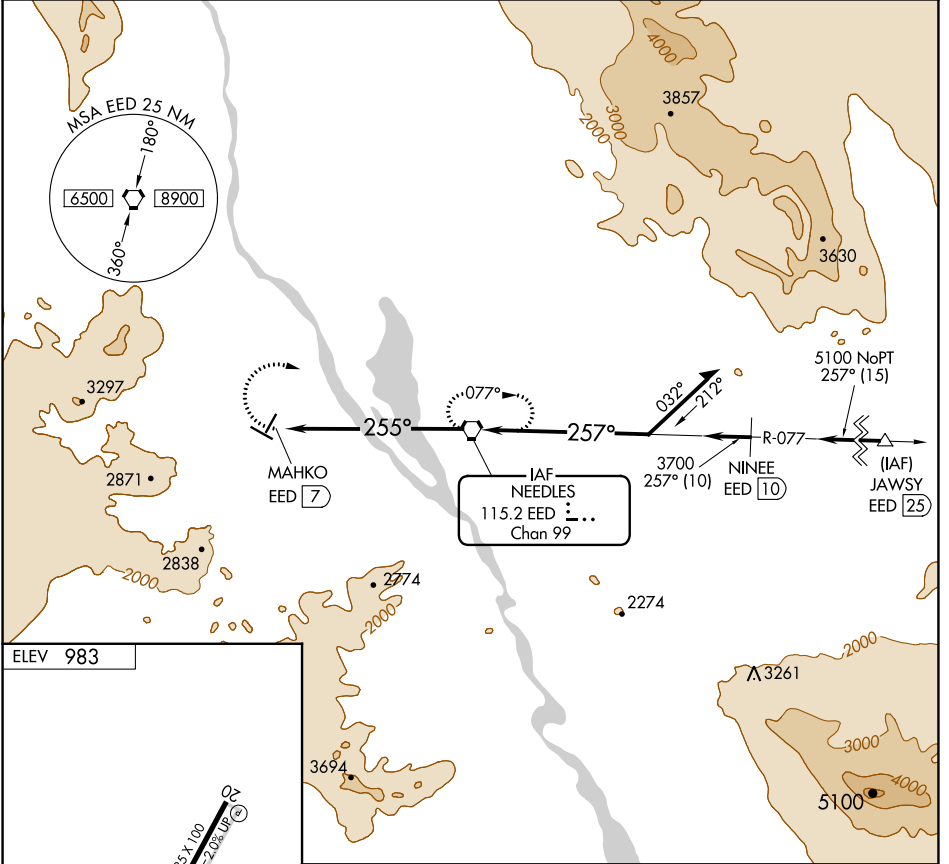 4000
3857
3000
2000
MSA EED 25 NM
180°
6500
8900
360°
3630
5100 NoPT
257° (15)
3297
032°
212°
077°
255°
257°
R-077
3700
257° (10)
NINEE
EED 10
(IAF)
JAWSY
EED 25
MAHKO
EED 7
IAF
NEEDLES
115.2 EED
Chan 99
2871
2838
2000
2774
2000
2274
2000
ELEV 983
3261
3000
4000
3694
5100
20
5 X 100
2.0% UP